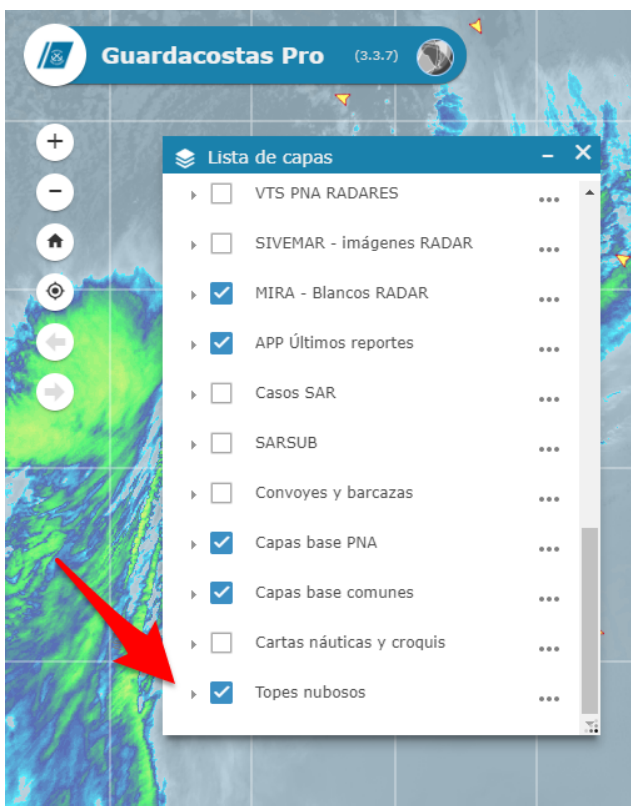 Guardacostas Pro (3.3.7)
Lista de capas
VTS PNA RADARES
SIVEMAR - imágenes RADAR
MIRA - Blancos RADAR
APP Últimos reportes
Casos SAR
SARSUB
Convoyes y barcazas
Capas base PNA
Capas base comunes
Cartas náuticas y croquis
Topes nubosos